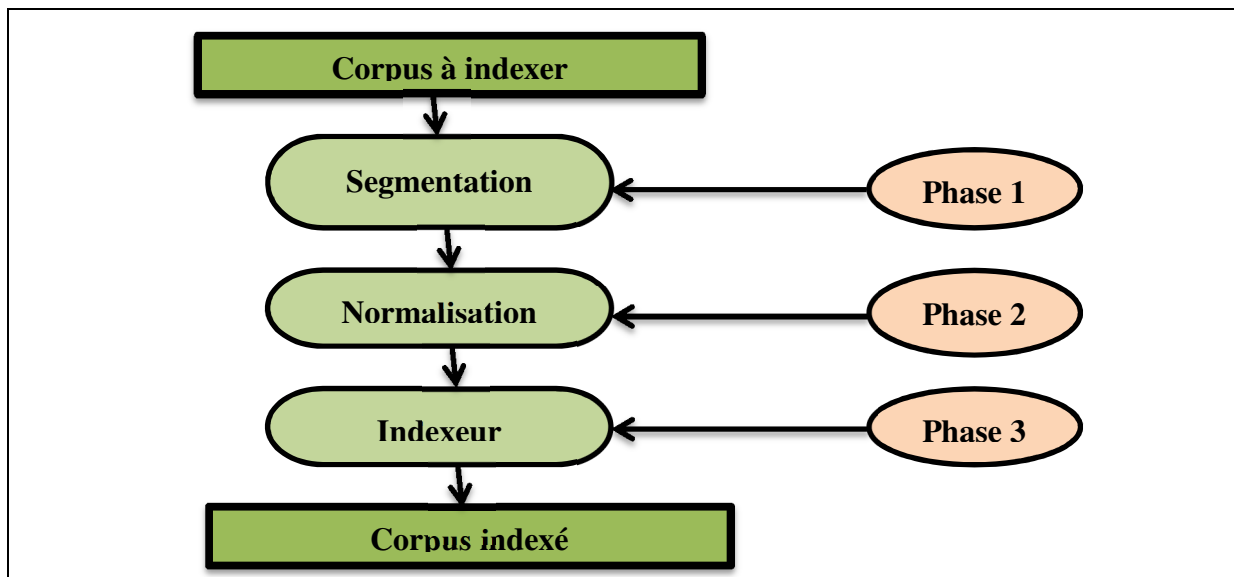 Corpus à indexer
Segmentation
Phase 1
Normalisation
Phase 2
Indexeur
Phase 3
Corpus indexé